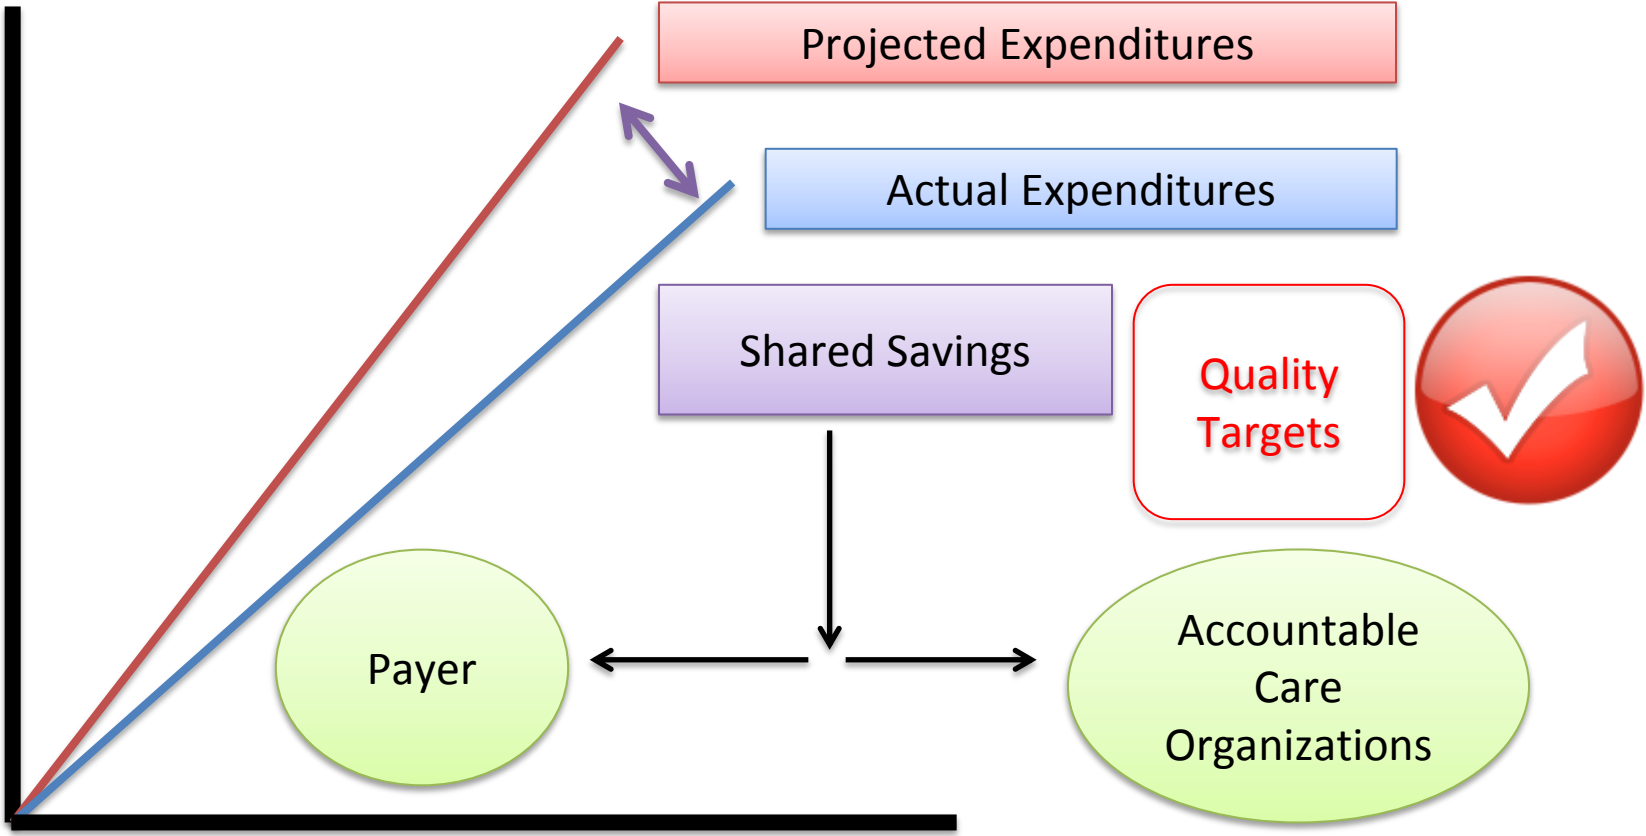 Projected Expenditures
Actual Expenditures
Shared Savings
Quality
Targets
Payer
Accountable
Care
Organizations